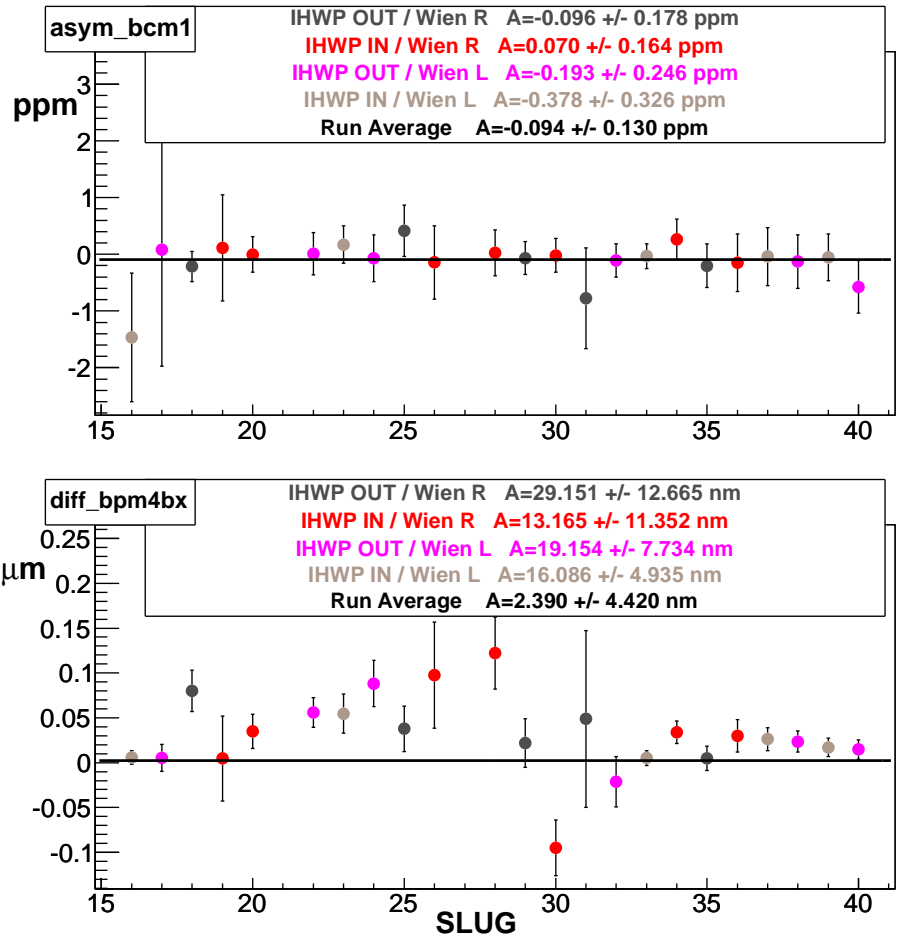 asym_bcm1
IHWP OUT / Wien R A=-0.096 +/- 0.178 ppm
IHWP IN / Wien R A=0.070 +/- 0.164 ppm
IHWP OUT / Wien L A=-0.193 +/- 0.246 ppm
IHWP IN / Wien L A=-0.378 +/- 0.326 ppm
Run Average A=-0.094 +/- 0.130 ppm
ppm
3
2
1
0
-1
-2
15 20 25 30 35 40
diff_bpm4bx
IHWP OUT / Wien R A=29.151 +/- 12.665 nm
IHWP IN / Wien R A=13.165 +/- 11.352 nm
IHWP OUT / Wien L A=19.154 +/- 7.734 nm
IHWP IN / Wien L A=16.086 +/- 4.935 nm
Run Average A=2.390 +/- 4.420 nm
μm
0.25
0.2
0.15
0.1
0.05
0
-0.05
-0.1
15 20 25 30 35 40
SLUG